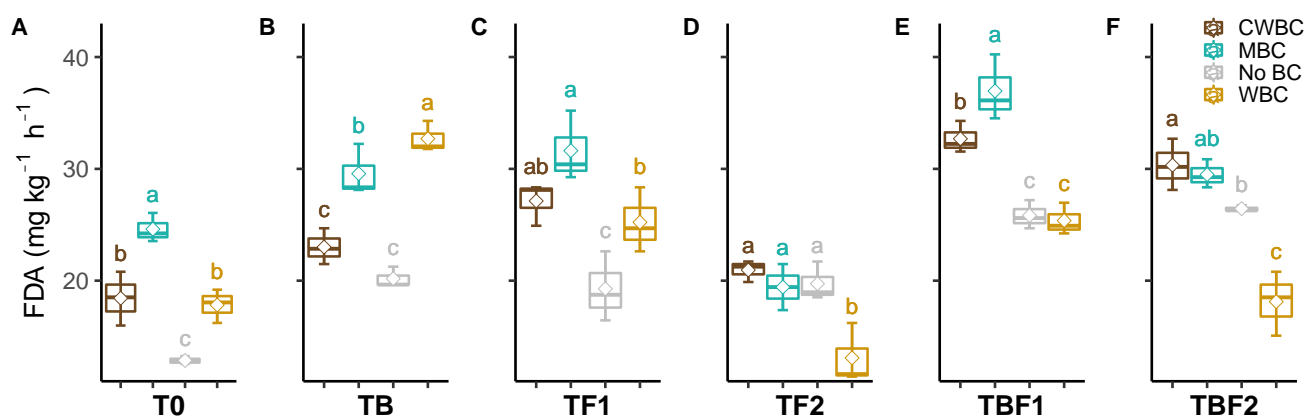 A B C D E F
CWBC
MBC
No BC
WBC
FDA (mg kg⁻¹ h⁻¹)
40
30
20
b a c b
c b c a
ab a c b
a a a b
b a c c
a ab b c
T0 TB TF1 TF2 TBF1 TBF2